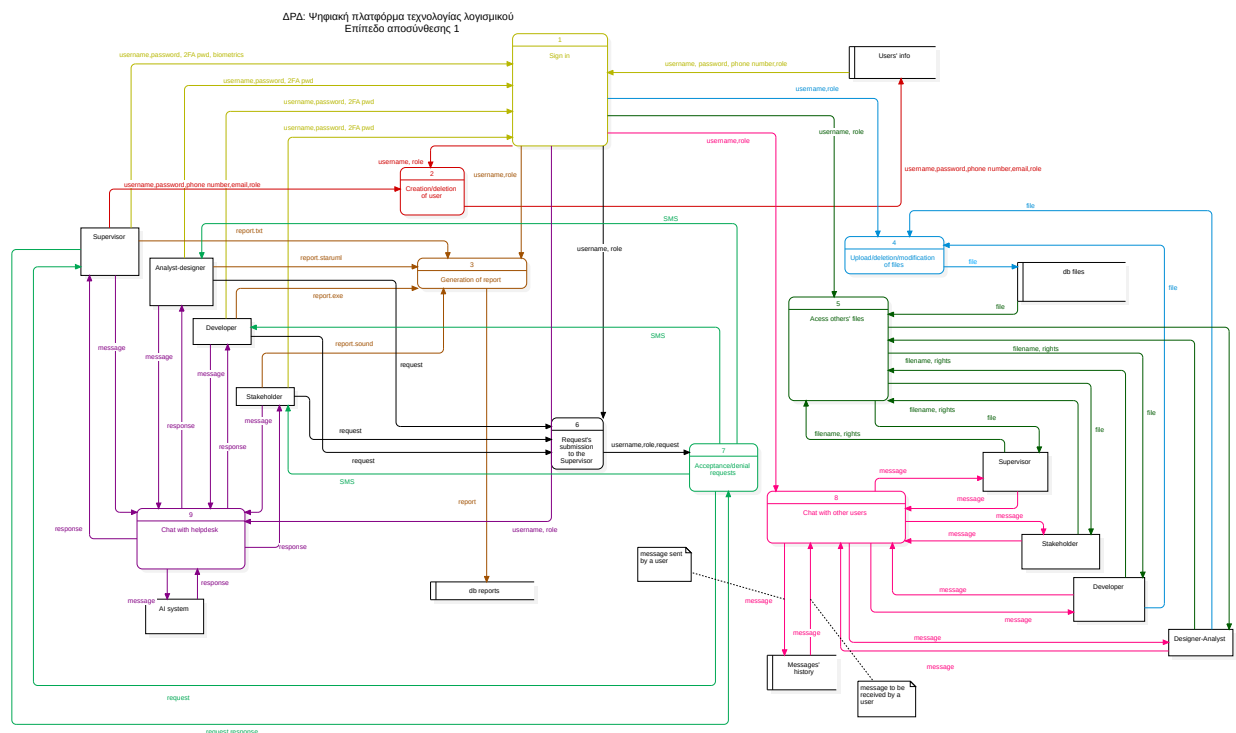 ΔΡΔ: Ψηφιακή πλατφόρμα τεχνολογίας λογισμικού
Επίπεδο αποσύνθεσης 1
1
Sign in
username, password, 2FA pwd, biometrics
username,password, 2FA pwd
username,password, 2FA pwd
username,password, 2FA pwd
username, password, phone number,role
Users' info
username,role
username, role
username,role
username, role
username,role
2
Creation/deletion
of user
username,password,phone number,email,role
username,password,phone number,email,role
SMS
file
Supervisor
report.txt
username, role
4
Upload/deletion/modification
of files
file
db files
Analyst-designer
report.staruml
3
Generation of report
report.exe
file
file
5
Acess others' files
Developer
report.sound
SMS
message
message
message
request
filename, rights
filename, rights
Stakeholder
message
filename, rights
file
file
file
filename, rights
response
response
request
request
6
Request's
submission
to the
Supervisor
username,role,request
7
Acceptance/denial
requests
SMS
Supervisor
message
message
report
8
Chat with other users
message
message
9
Chat with helpdesk
response
username, role
response
Stakeholder
message sent
by a user
response
message
AI system
db reports
Developer
message
message
message
message
message
Designer-Analyst
message
Messages'
history
message to be
received by a
user
request
request response